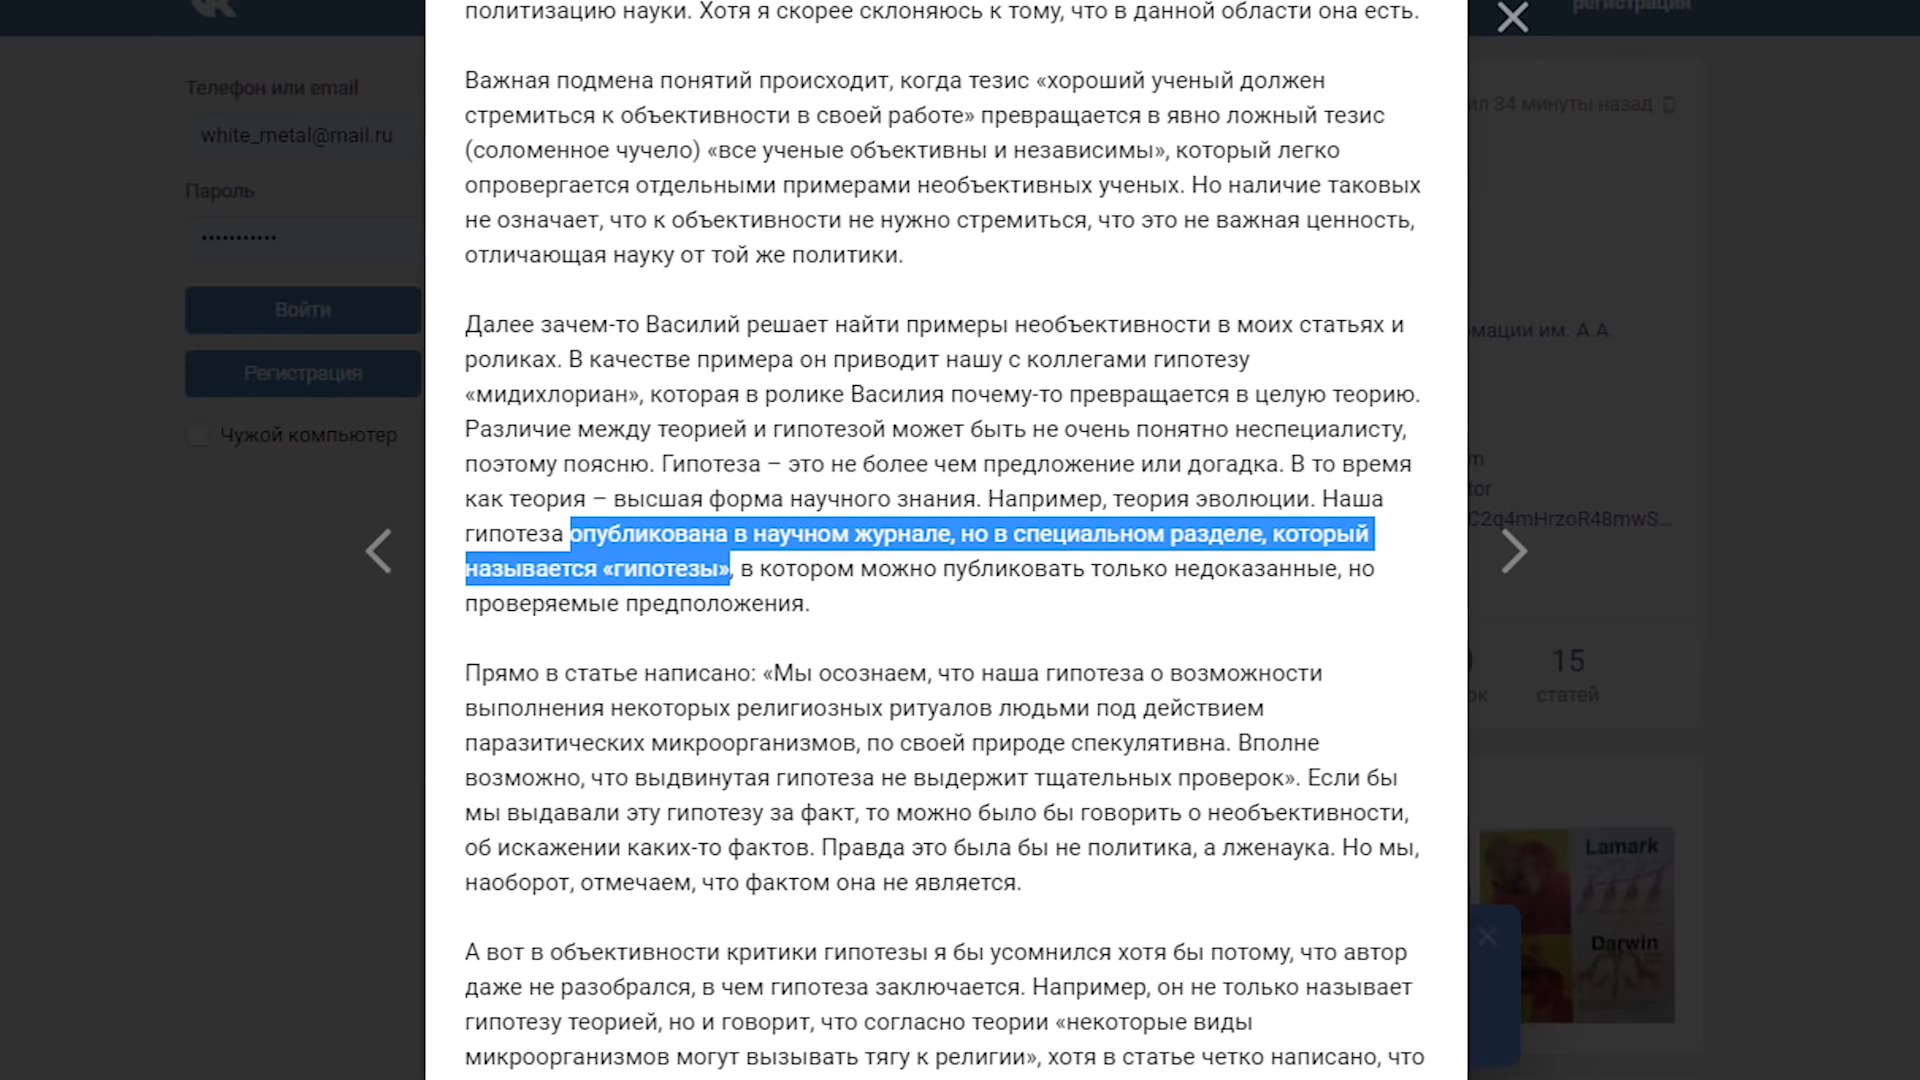 политизацию науки. Хотя я скорее склоняюсь к тому, что в данной области она есть.
регистрация
Телефон или email
white_metal@mail.ru
Пароль
Войти
Регистрация
Чужой компьютер
Важная подмена понятий происходит, когда тезис «хороший ученый должен
стремиться к объективности в своей работе» превращается в явно ложный тезис
(соломенное чучело) «все ученые объективны и независимы», который легко
опровергается отдельными примерами необъективных ученых. Но наличие таковых
не означает, что к объективности не нужно стремиться, что это не важная ценность,
отличающая науку от той же политики.
Далее зачем-то Василий решает найти примеры необъективности в моих статьях и
роликах. В качестве примера он приводит нашу с коллегами гипотезу
«мидихлориан», которая в ролике Василия почему-то превращается в целую теорию.
Различие между теорией и гипотезой может быть не очень понятно неспециалисту,
поэтому поясню. Гипотеза – это не более чем предложение или догадка. В то время
как теория – высшая форма научного знания. Например, теория эволюции. Наша
гипотеза опубликована в научном журнале, но в специальном разделе, который
называется «гипотезы», в котором можно публиковать только недоказанные, но
проверяемые предположения.
Прямо в статье написано: «Мы осознаем, что наша гипотеза о возможности
выполнения некоторых религиозных ритуалов людьми под действием
паразитических микроорганизмов, по своей природе спекулятивна. Вполне
возможно, что выдвинутая гипотеза не выдержит тщательных проверок». Если бы
мы выдавали эту гипотезу за факт, то можно было бы говорить о необъективности,
об искажении каких-то фактов. Правда это была бы не политика, а лженаука. Но мы,
наоборот, отмечаем, что фактом она не является.
А вот в объективности критики гипотезы я бы усомнился хотя бы потому, что автор
даже не разобрался, в чем гипотеза заключается. Например, он не только называет
гипотезу теорией, но и говорит, что согласно теории «некоторые виды
микроорганизмов могут вызывать тягу к религии», хотя в статье четко написано, что
ил 34 минуты назад
мации им. А.А.
m
tor
C2q4mHrzoR48mwS...
15
ок
статей
Lamark
Darwin